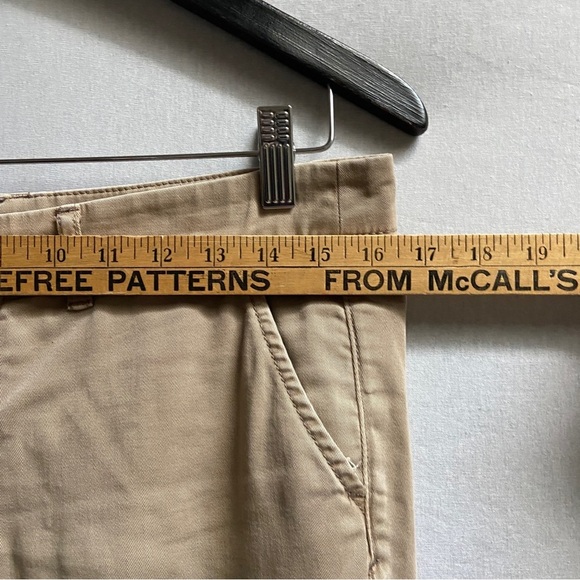 10 11 12 13 14 15 16 17 18 19
EFREE PATTERNS FROM McCALL'S